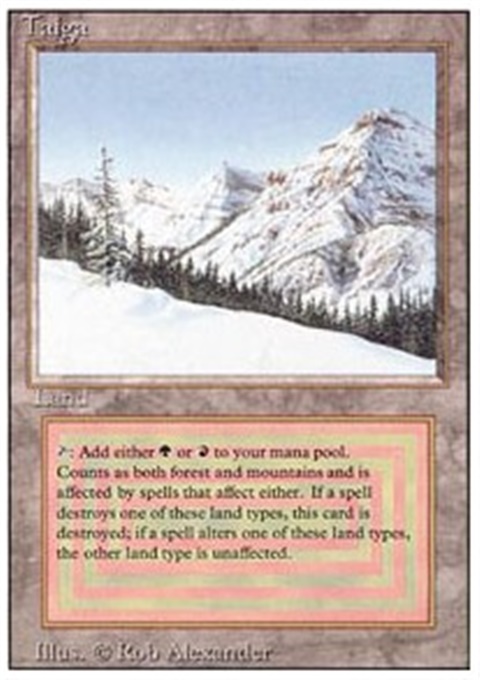 Taiga
Land
: Add either or to your mana pool.
Counts as both forest and mountains and is
affected by spells that affect either. If a spell
destroys one of these land types, this card is
destroyed; if a spell alters one of these land types,
the other land type is unaffected.
Illus. © Rob Alexander